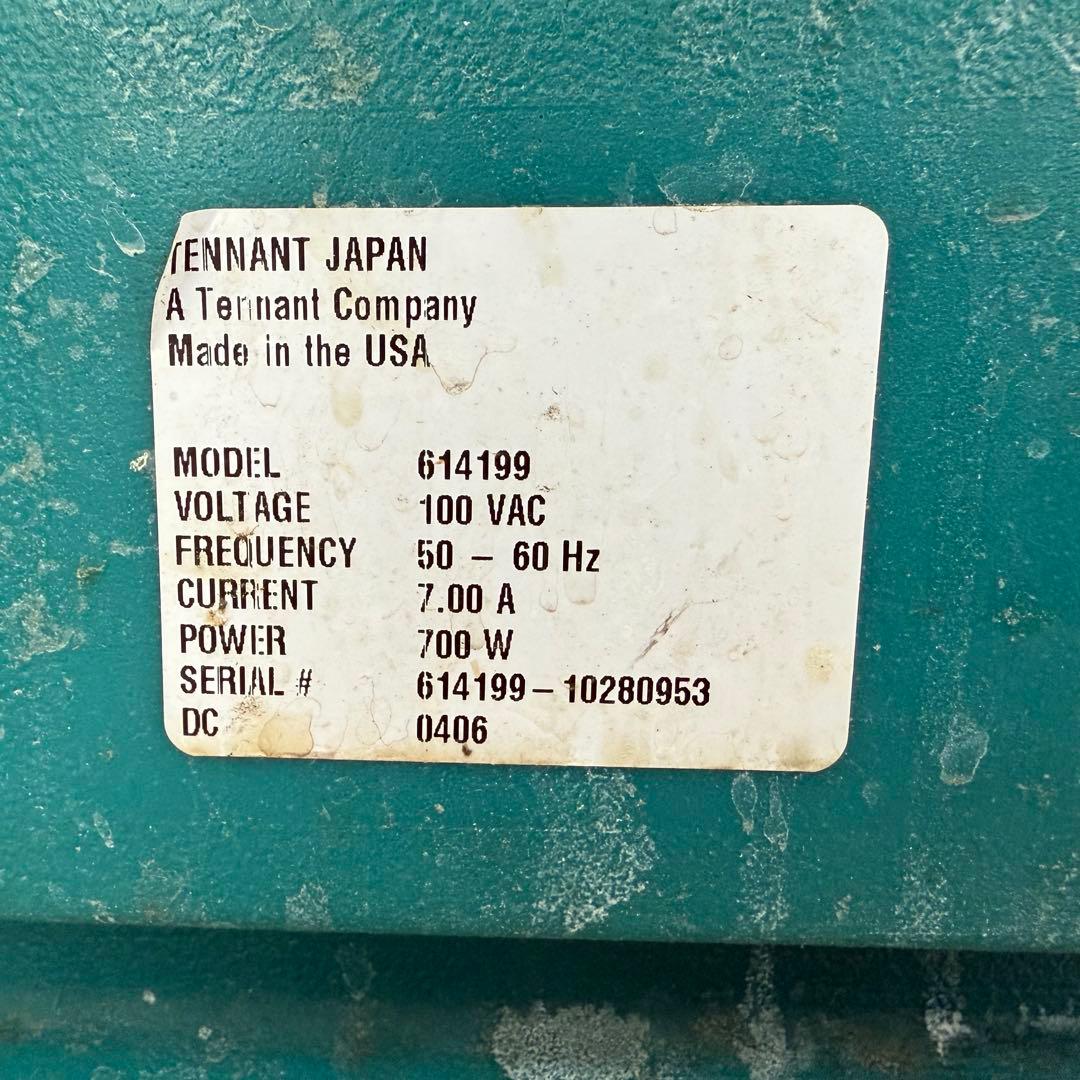 TENNANT JAPAN
A Tennant Company
Made in the USA
MODEL 614199
VOLTAGE 100 VAC
FREQUENCY 50 – 60 Hz
CURRENT 7.00 A
POWER 700 W
SERIAL # 614199 – 10280953
DC 0406